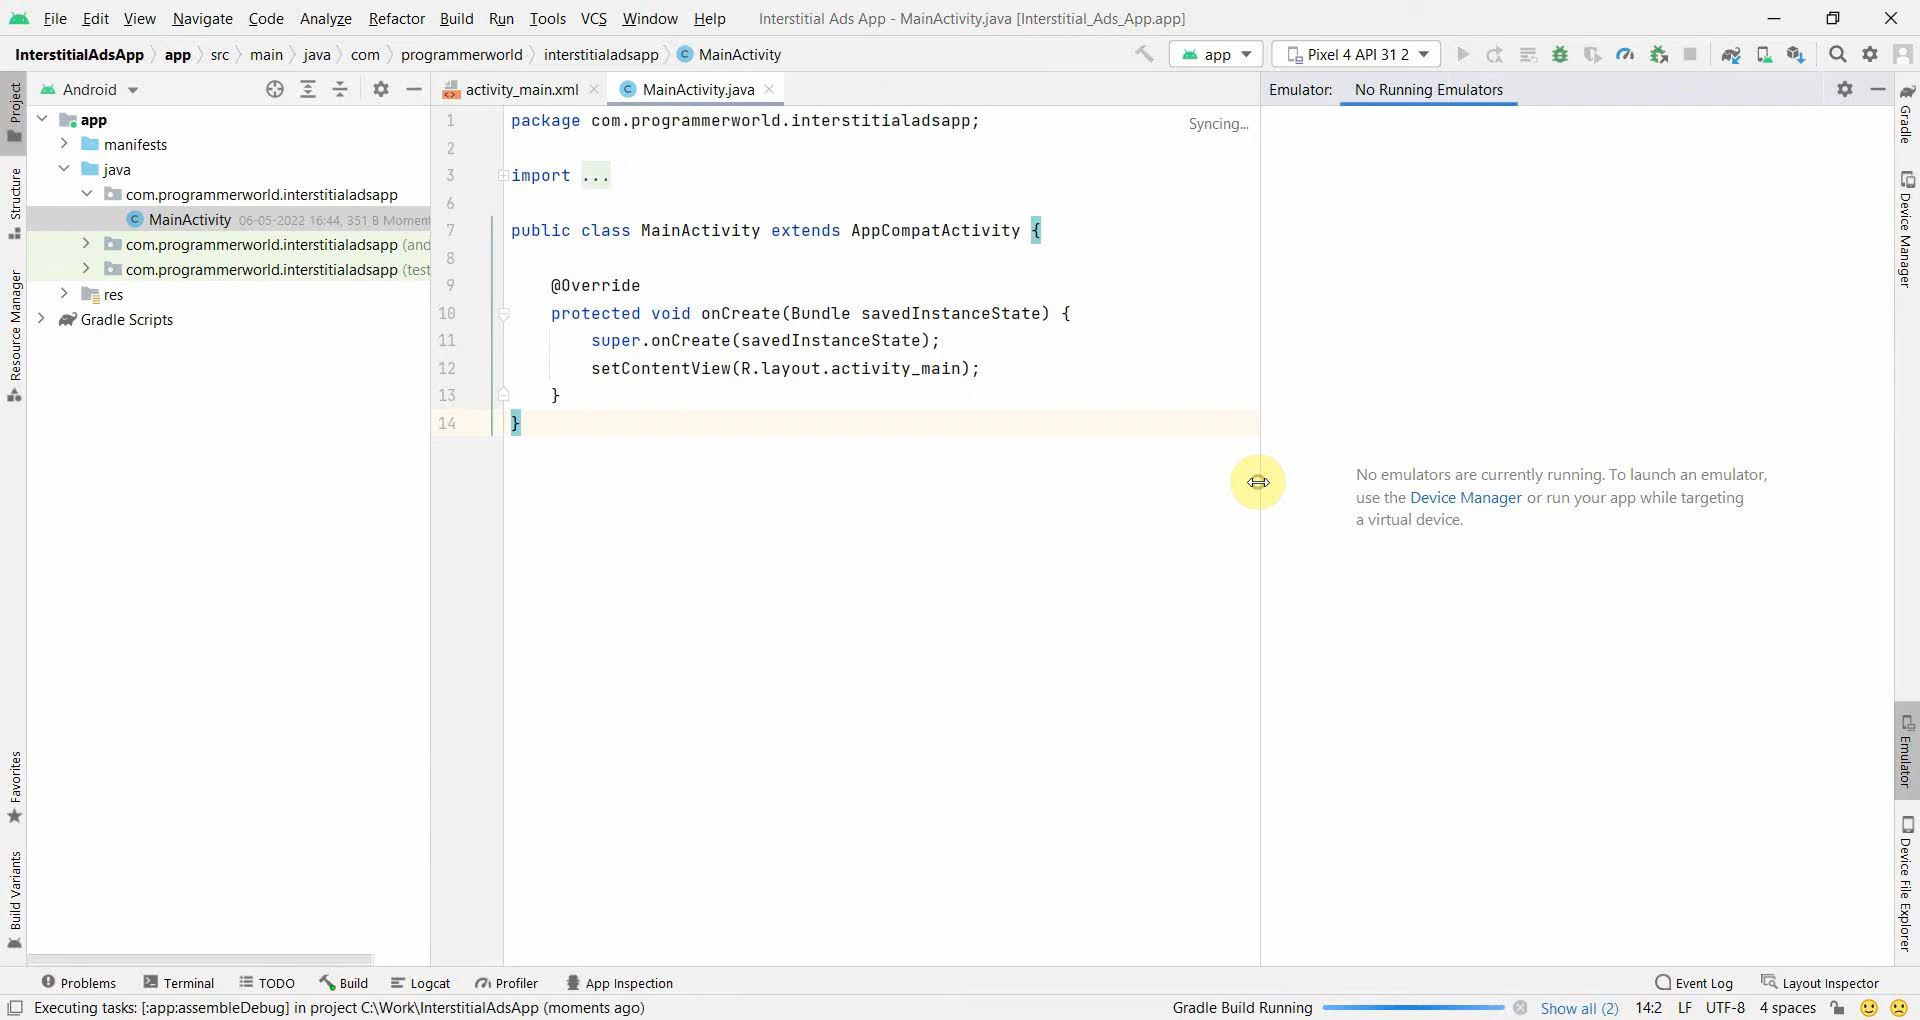 File Edit View Navigate Code Analyze Refactor Build Run Tools VCS Window Help Interstitial Ads App - MainActivity.java [Interstitial_Ads_App.app]
InterstitialAdsApp app src main java com programmerworld interstitialadsapp MainActivity app Pixel 4 API 31 2
Android activity_main.xml MainActivity.java Emulator: No Running Emulators
app
manifests
java
com.programmerworld.interstitialadsapp
MainActivity 06-05-2022 16:44, 351 B Moment
com.programmerworld.interstitialadsapp (and
com.programmerworld.interstitialadsapp (test
res
Gradle Scripts
1 package com.programmerworld.interstitialadsapp;
Syncing...
2
3 import ...
6
7 public class MainActivity extends AppCompatActivity {
8
9 @Override
10 protected void onCreate(Bundle savedInstanceState) {
11 super.onCreate(savedInstanceState);
12 setContentView(R.layout.activity_main);
13 }
14 }
No emulators are currently running. To launch an emulator,
use the Device Manager or run your app while targeting
a virtual device.
Project
Structure
Resource Manager
Favorites
Build Variants
Gradle
Device Manager
Emulator
Device File Explorer
Problems Terminal TODO Build Logcat Profiler App Inspection Event Log Layout Inspector
Executing tasks: [:app:assembleDebug] in project C:\Work\InterstitialAdsApp (moments ago) Gradle Build Running Show all (2) 14:2 LF UTF-8 4 spaces